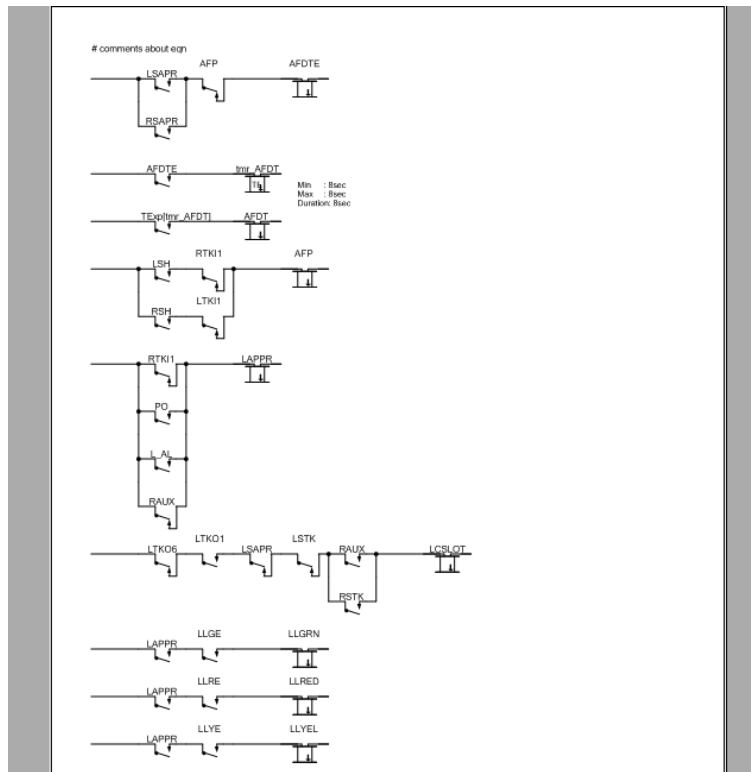 # comments about eqn
LSAPR AFP AFDTE
RSAPR
AFDTE tmr_AFDT
TL
Min : 8sec
Max : 8sec
Duration: 8sec
TExp[tmr_AFDT] AFDT
LSH RTKI1 AFP
RSH LTKI1
RTKI1 LAPPR
PO
L_AL
RAUX
LTKO6 LTKO1 LSAPR LSTK RAUX LCSLOT
RSTK
LAPPR LLGE LLGRN
LAPPR LLRE LLRED
LAPPR LLYE LLYEL